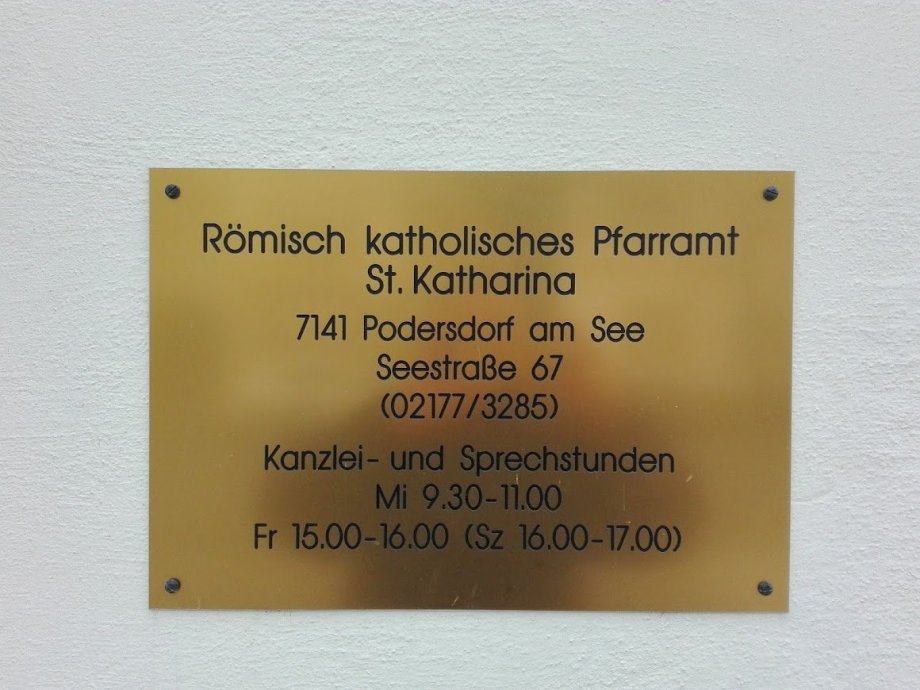 Römisch katholisches Pfarramt
St. Katharina
7141 Podersdorf am See
Seestraße 67
(02177/3285)
Kanzlei- und Sprechstunden
Mi 9.30-11.00
Fr 15.00-16.00 (Sz 16.00-17.00)